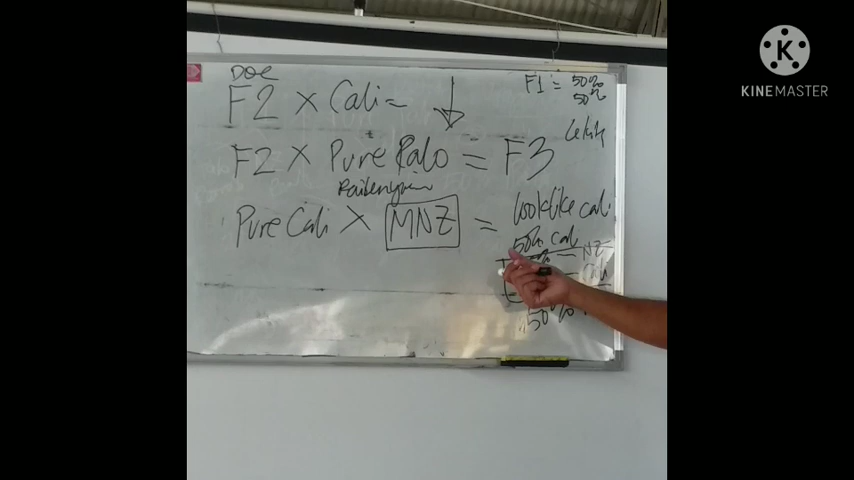 DOE
F2 X Cali =
F1 = 50%
50%
F2 X Pure Palo = F3
Pure Cali X MNZ = looklike cali
50% Cali
NZ
50%
K
KINEMASTER